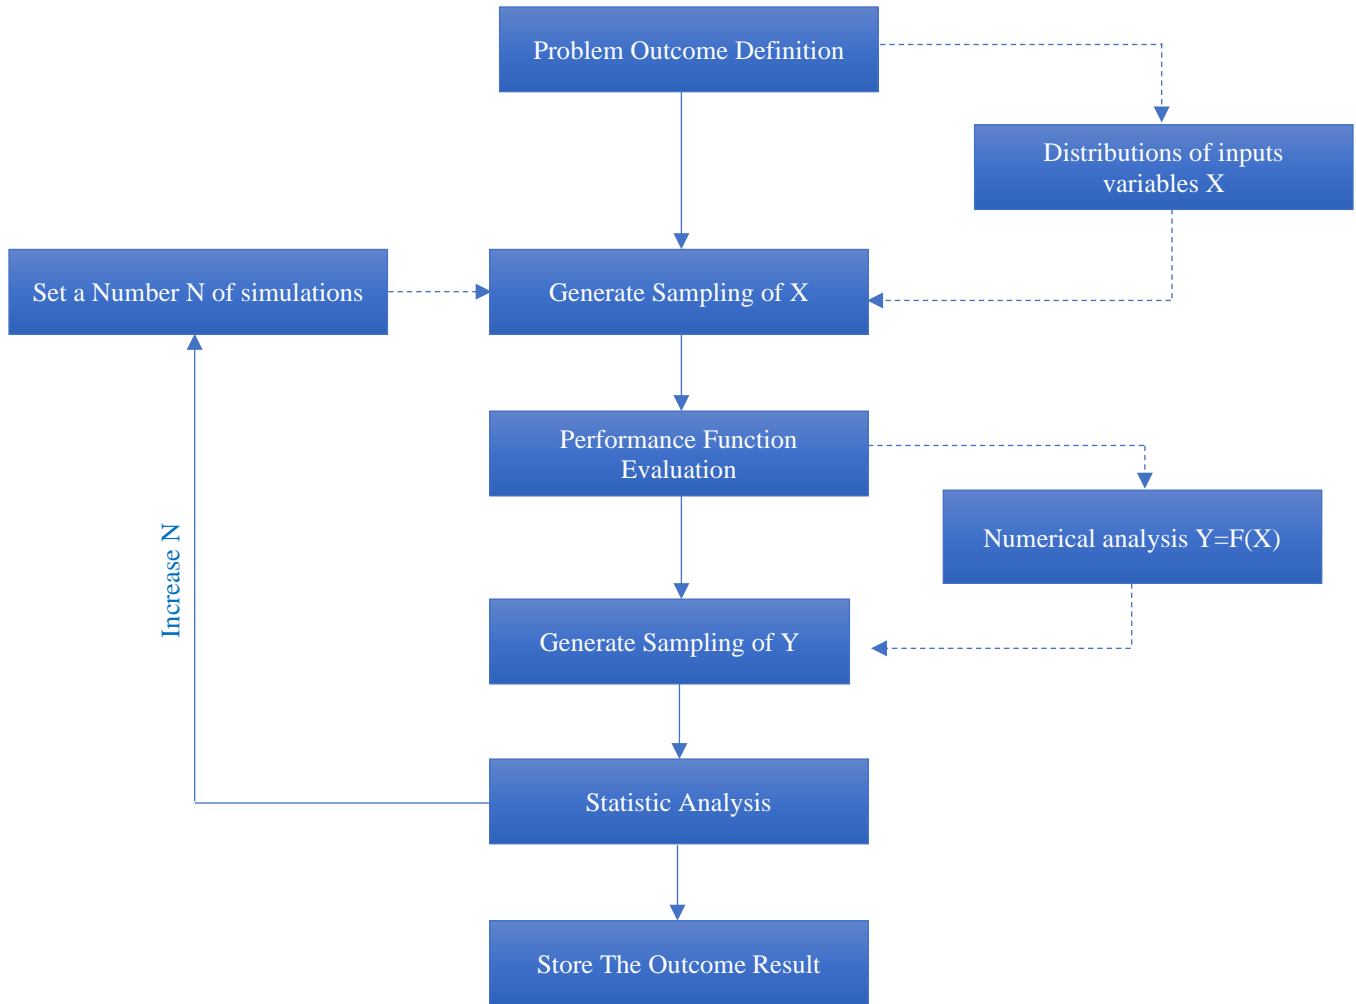 Problem Outcome Definition
Distributions of inputs
variables X
Set a Number N of simulations
Generate Sampling of X
Performance Function
Evaluation
Numerical analysis Y=F(X)
Increase N
Generate Sampling of Y
Statistic Analysis
Store The Outcome Result